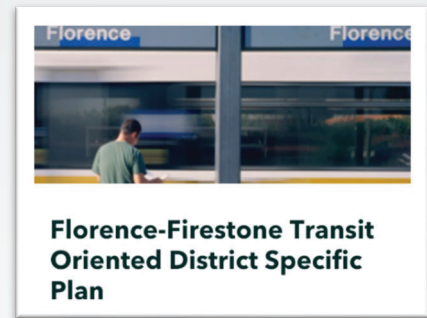 Florence Florence
Florence-Firestone Transit
Oriented District Specific
Plan